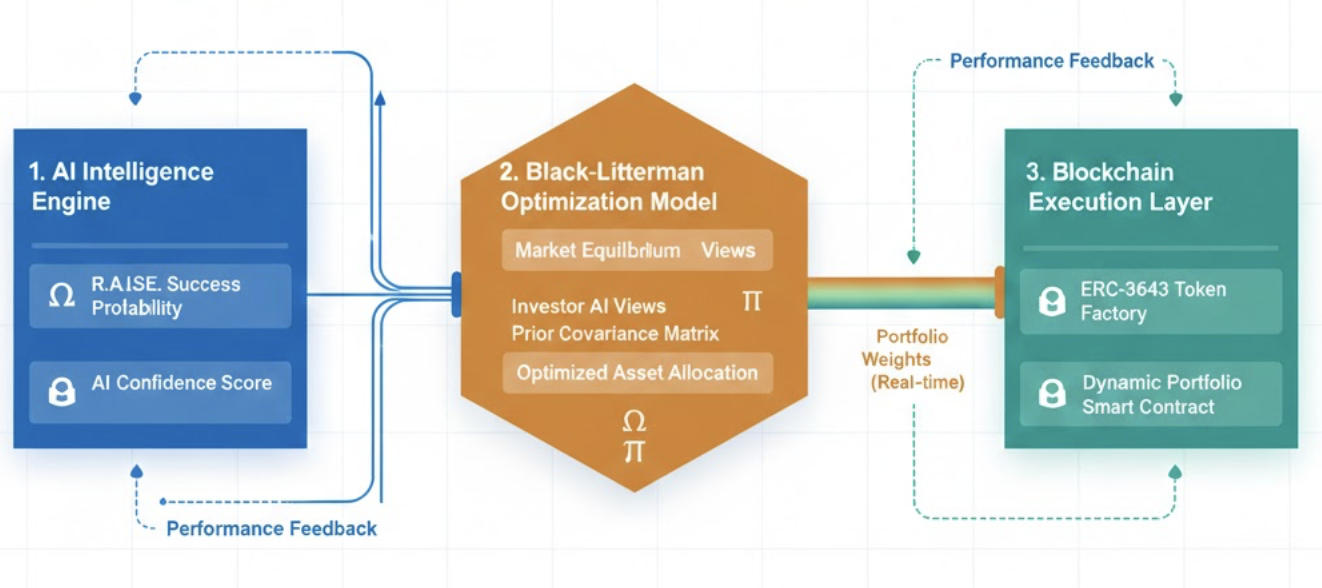 Performance Feedback
1. AI Intelligence
Engine
Ω
R.A.I.SE. Success
Prolability
AI Confidence Score
Performance Feedback
2. Black-Litterman
Optimization Model
Market Equilbrlum Views
Investor AI Views
π
Prior Covariance Matrix
Optimized Asset Allocation
Ω
π
Portfolio
Weights
(Real-time)
3. Blockchain
Execution Layer
ERC-3643 Token
Factory
Dynamic Portfolio
Smart Contract